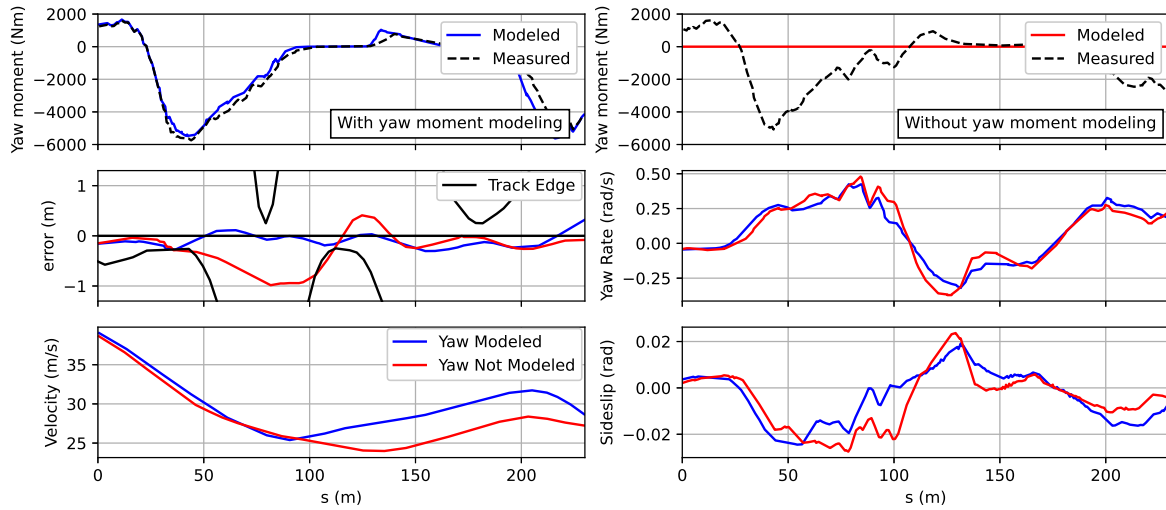 Yaw moment (Nm)
2000
0
−2000
−4000
−6000
Modeled
Measured
With yaw moment modeling
Yaw moment (Nm)
2000
0
−2000
−4000
−6000
Modeled
Measured
Without yaw moment modeling
error (m)
1
0
−1
Track Edge
Yaw Rate (rad/s)
0.50
0.25
0.00
−0.25
Velocity (m/s)
35
30
25
Yaw Modeled
Yaw Not Modeled
0 50 100 150 200
s (m)
Sideslip (rad)
0.02
0.00
−0.02
0 50 100 150 200
s (m)